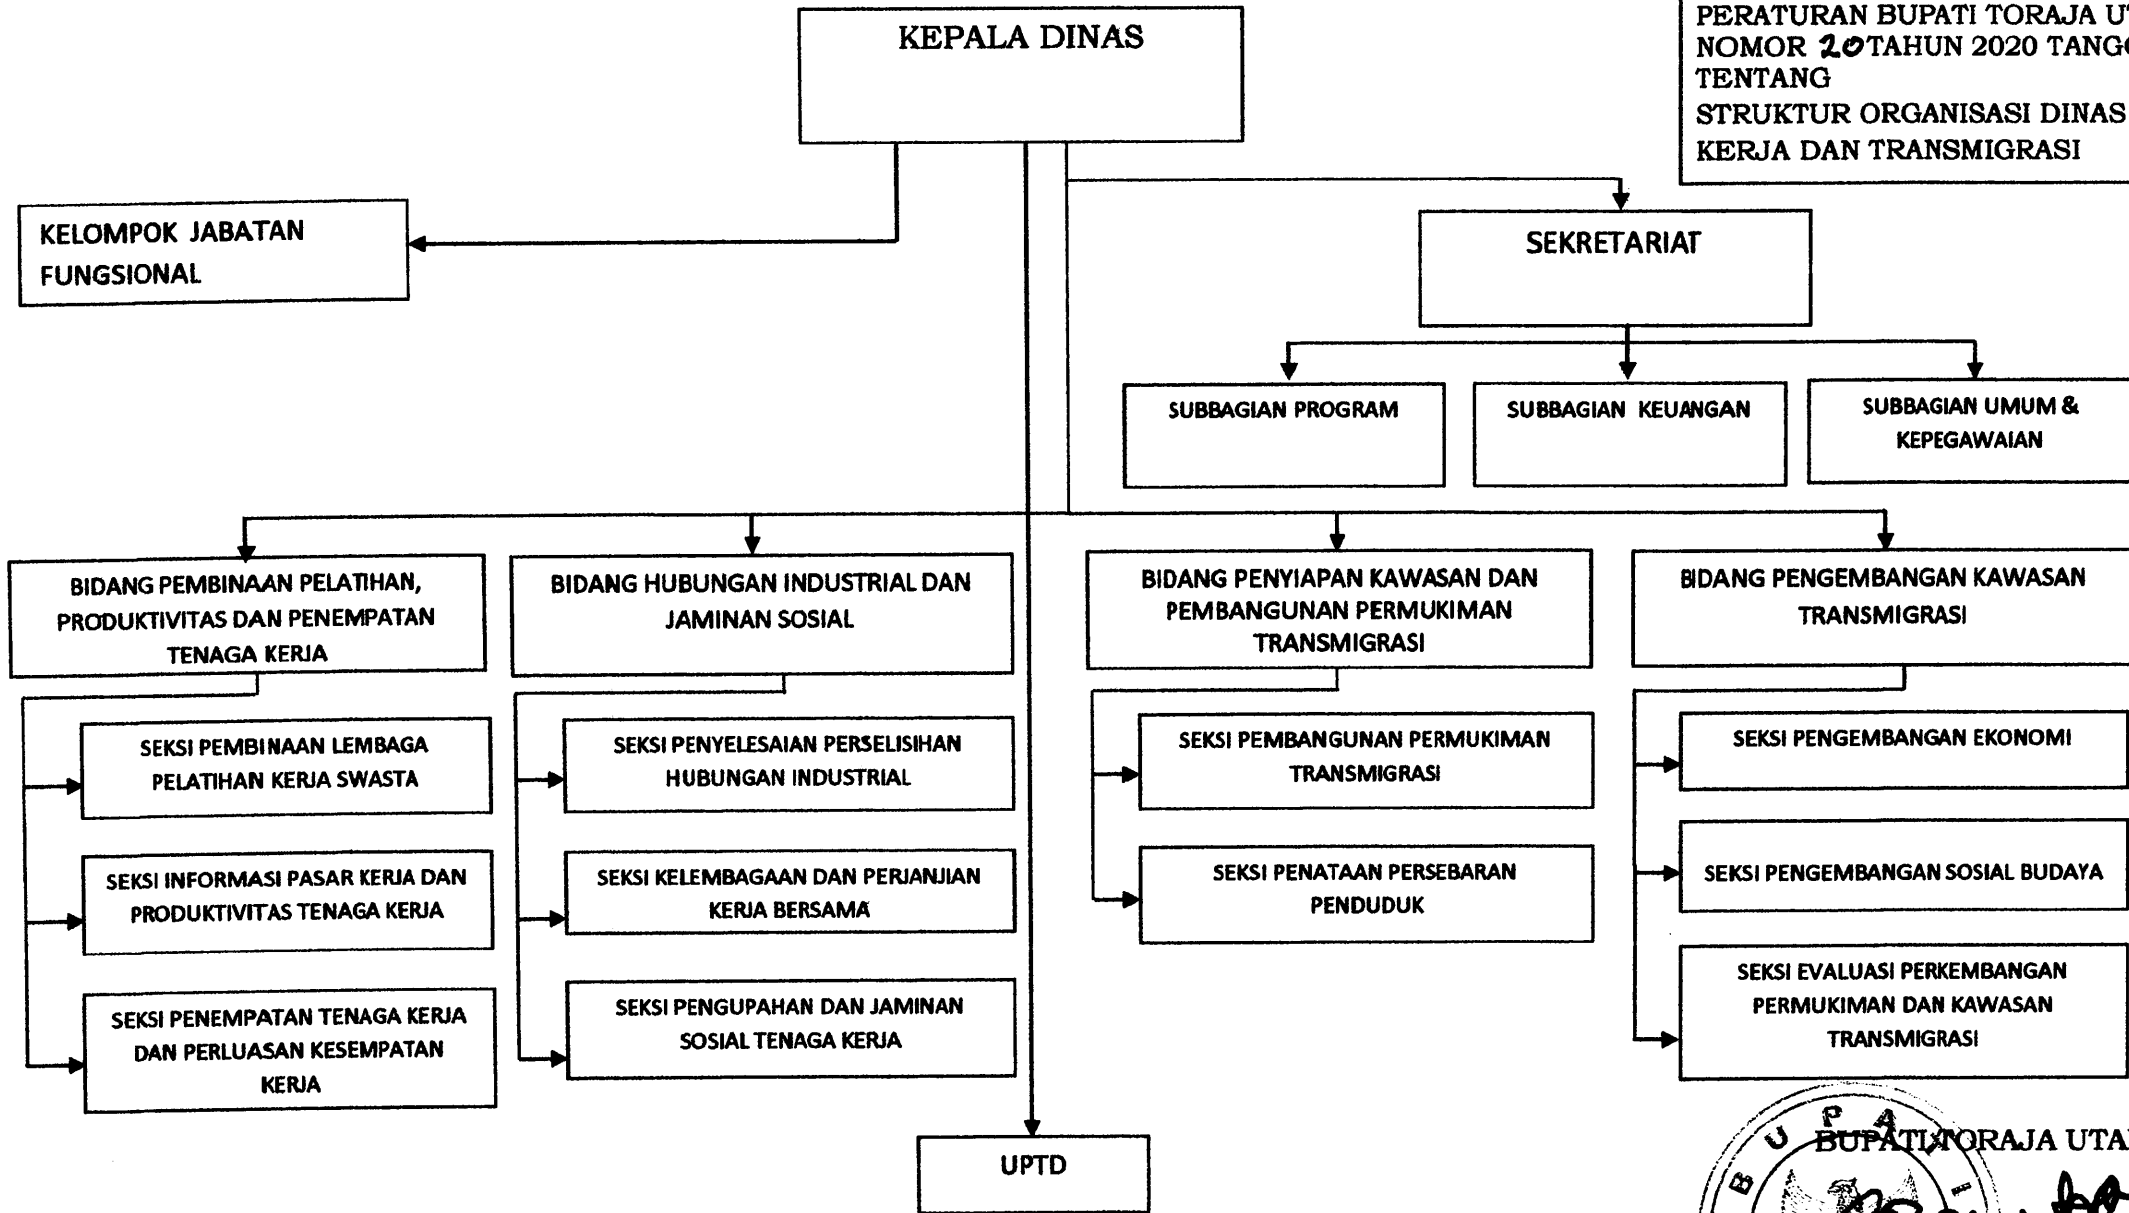 KEPALA DINAS
PERATURAN BUPATI TORAJA
NOMOR 20 TAHUN 2020
TENTANG
STRUKTUR ORGANISASI DINAS
KERJA DAN TRANSMIGRASI
KELOMPOK JABATAN
FUNGSIONAL
SEKRETARIAT
SUBBAGIAN PROGRAM
SUBBAGIAN KEUANGAN
SUBBAGIAN UMUM &
KEPEGAWAIAN
BIDANG PEMBINAAN PELATIHAN,
PRODUKTIVITAS DAN PENEMPATAN
TENAGA KERJA
SEKSI PEMBINAAN LEMBAGA
PELATIHAN KERJA SWASTA
SEKSI INFORMASI PASAR KERJA DAN
PRODUKTIVITAS TENAGA KERJA
SEKSI PENEMPATAN TENAGA KERJA
DAN PERLUASAN KESEMPATAN
KERJA
BIDANG HUBUNGAN INDUSTRIAL DAN
JAMINAN SOSIAL
SEKSI PENYELESAIAN PERSELISIHAN
HUBUNGAN INDUSTRIAL
SEKSI KELEMBAGAAN DAN PERJANJIAN
KERJA BERSAMA
SEKSI PENGUPAHAN DAN JAMINAN
SOSIAL TENAGA KERJA
BIDANG PENYIAPAN KAWASAN DAN
PEMBANGUNAN PERMUKIMAN
TRANSMIGRASI
SEKSI PEMBANGUNAN PERMUKIMAN
TRANSMIGRASI
SEKSI PENATAAN PERSEBARAN
PENDUDUK
BIDANG PENGEMBANGAN KAWASAN
TRANSMIGRASI
SEKSI PENGEMBANGAN EKONOMI
SEKSI PENGEMBANGAN SOSIAL BUDAYA
SEKSI EVALUASI PERKEMBANGAN
PERMUKIMAN DAN KAWASAN
TRANSMIGRASI
UPTD
BUPATI TORAJA
BUPATI